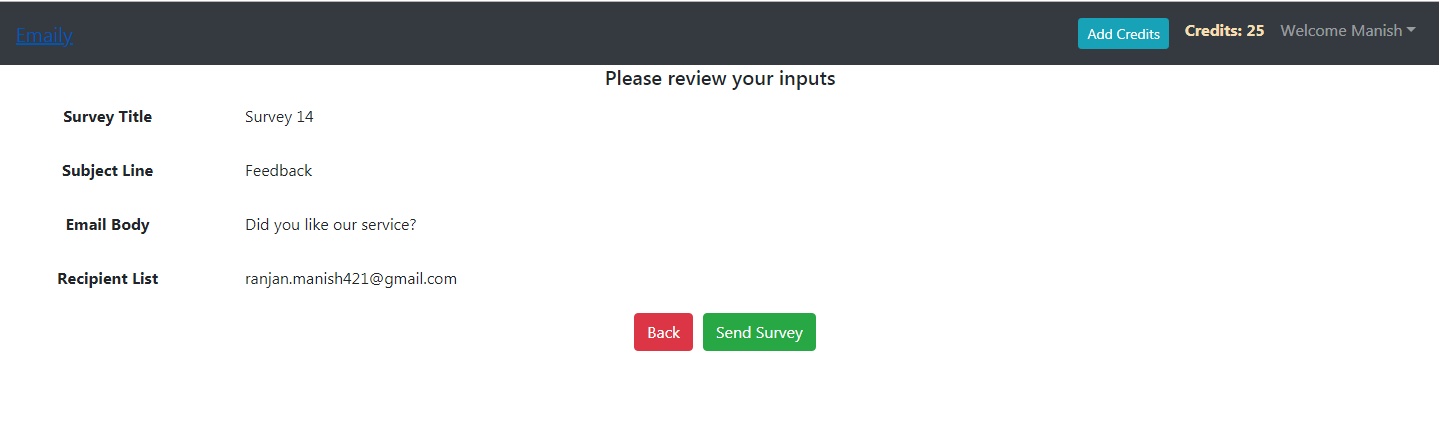 Emaily Add Credits Credits: 25 Welcome Manish
Please review your inputs
Survey Title Survey 14
Subject Line Feedback
Email Body Did you like our service?
Recipient List ranjan.manish421@gmail.com
Back Send Survey